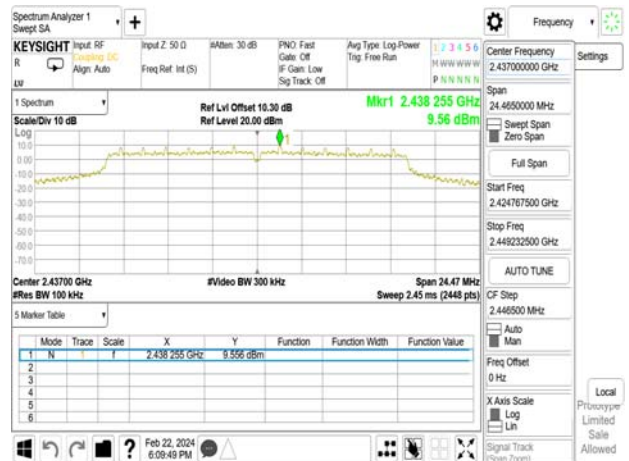 Spectrum Analyzer 1
Swept SA
+
Frequency
KEYSIGHT
Input: RF
Input Z: 50 Ω
#Atten: 30 dB
PNO: Fast
Avg Type: Log-Power
1 2 3 4 5 6
R
Coupling: DC
Gate: Off
Trig: Free Run
M W W W W W
Align: Auto
Freq Ref: Int (S)
IF Gain: Low
Sig Track: Off
P N N N N N
LXI
1 Spectrum
Ref Lvl Offset 10.30 dB
Mkr1 2.438 255 GHz
Scale/Div 10 dB
Ref Level 20.00 dBm
9.56 dBm
Log
10.0
0.00
-10.0
-20.0
-30.0
-40.0
-50.0
-60.0
-70.0
1
Center 2.43700 GHz
#Video BW 300 kHz
Span 24.47 MHz
#Res BW 100 kHz
Sweep 2.45 ms (2448 pts)
5 Marker Table
Mode Trace Scale X Y Function Function Width Function Value
1 N 1 f 2.438 255 GHz 9.556 dBm
2
3
4
5
6
Feb 22, 2024
6:09:49 PM
?
Center Frequency
2.437000000 GHz
Settings
Span
24.4650000 MHz
Swept Span
Zero Span
Full Span
Start Freq
2.424767500 GHz
Stop Freq
2.449232500 GHz
AUTO TUNE
CF Step
2.446500 MHz
Auto
Man
Freq Offset
0 Hz
X Axis Scale
Log
Lin
Signal Track
(Span Zoom)
Local
Prototype
Limited
Sale
Allowed